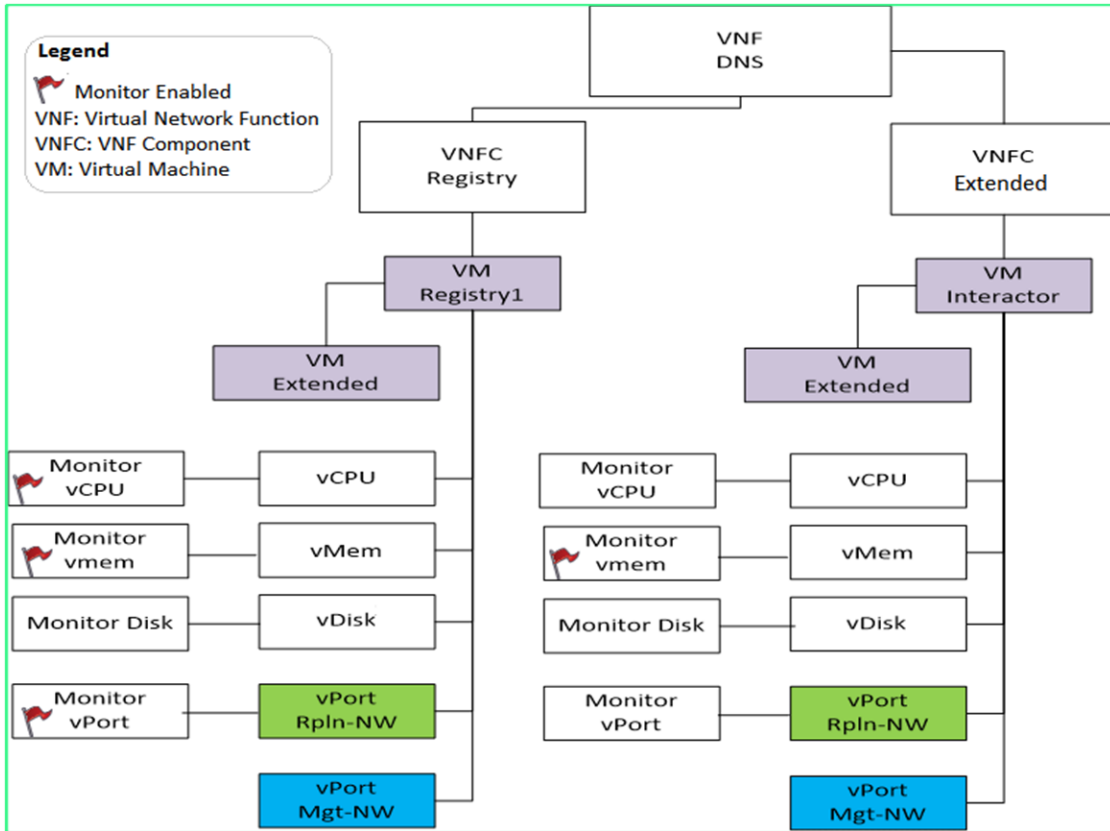 Legend
Monitor Enabled
VNF: Virtual Network Function
VNFC: VNF Component
VM: Virtual Machine
VNF
DNS
VNFC
Registry
VNFC
Extended
VM
Registry1
VM
Interactor
VM
Extended
VM
Extended
Monitor
vCPU
vCPU
Monitor
vCPU
vCPU
Monitor
vmem
vMem
Monitor
vmem
vMem
Monitor Disk
vDisk
Monitor Disk
vDisk
Monitor
vPort
vPort
Rpln-NW
Monitor
vPort
vPort
Rpln-NW
vPort
Mgt-NW
vPort
Mgt-NW